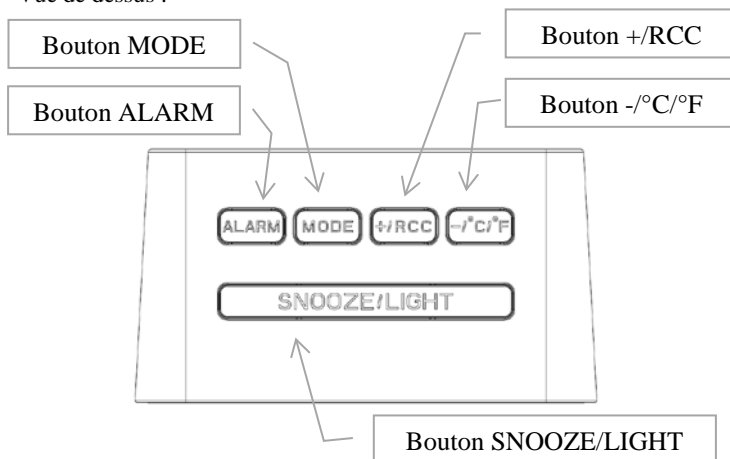 Vue de dessus :
Bouton MODE
Bouton +/RCC
Bouton ALARM
Bouton -/°C/°F
ALARM MODE +/RCC -/°C/°F
SNOOZE/LIGHT
Bouton SNOOZE/LIGHT